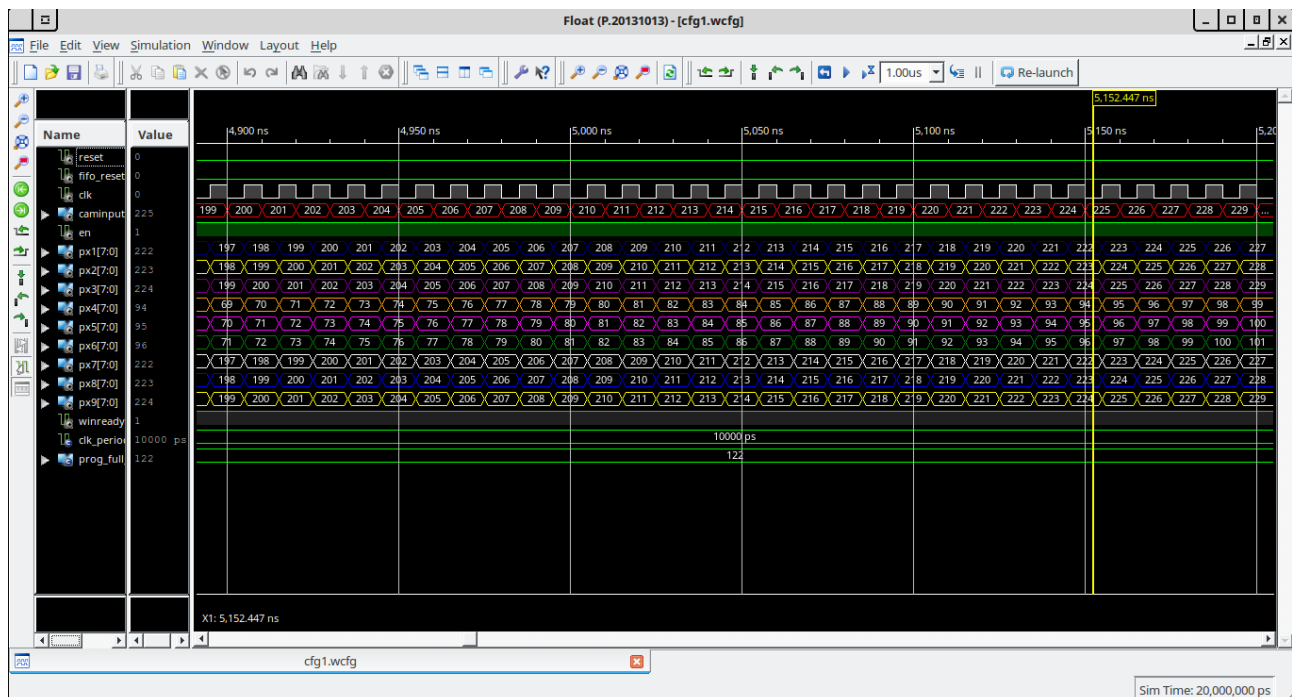 Float (P.20131013) - [cfg1.wcfg]
File Edit View Simulation Window Layout Help
1.00us Re-launch
5,152.447 ns
Name Value 4,900 ns 4,950 ns 5,000 ns 5,050 ns 5,100 ns 5,150 ns 5,20
reset 0
fifo_reset 0
clk 0
caminput 225 199 200 201 202 203 204 205 206 207 208 209 210 211 212 213 214 215 216 217 218 219 220 221 222 223 224 225 226 227 228 229 ...
en 1
px1[7:0] 222 197 198 199 200 201 202 203 204 205 206 207 208 209 210 211 212 213 214 215 216 217 218 219 220 221 222 223 224 225 226 227
px2[7:0] 223 198 199 200 201 202 203 204 205 206 207 208 209 210 211 212 213 214 215 216 217 218 219 220 221 222 223 224 225 226 227 228
px3[7:0] 224 199 200 201 202 203 204 205 206 207 208 209 210 211 212 213 214 215 216 217 218 219 220 221 222 223 224 225 226 227 228 229
px4[7:0] 94 69 70 71 72 73 74 75 76 77 78 79 80 81 82 83 84 85 86 87 88 89 90 91 92 93 94 95 96 97 98 99
px5[7:0] 95 70 71 72 73 74 75 76 77 78 79 80 81 82 83 84 85 86 87 88 89 90 91 92 93 94 95 96 97 98 99 100
px6[7:0] 96 71 72 73 74 75 76 77 78 79 80 81 82 83 84 85 86 87 88 89 90 91 92 93 94 95 96 97 98 99 100 101
px7[7:0] 222 197 198 199 200 201 202 203 204 205 206 207 208 209 210 211 212 213 214 215 216 217 218 219 220 221 222 223 224 225 226 227
px8[7:0] 223 198 199 200 201 202 203 204 205 206 207 208 209 210 211 212 213 214 215 216 217 218 219 220 221 222 223 224 225 226 227 228
px9[7:0] 224 199 200 201 202 203 204 205 206 207 208 209 210 211 212 213 214 215 216 217 218 219 220 221 222 223 224 225 226 227 228 229
winready 1
clk_perio 10000 ps 10000 ps
prog_full 122 122
X1: 5,152.447 ns
cfg1.wcfg
Sim Time: 20,000,000 ps